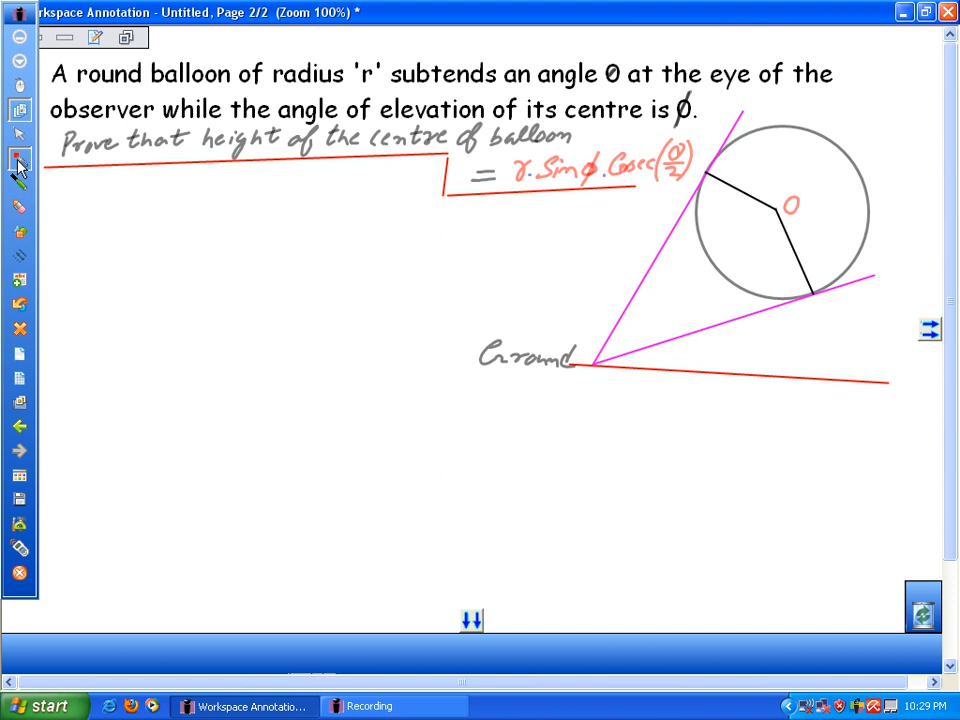 rkspace Annotation - Untitled, Page 2/2 (Zoom 100%) *
A round balloon of radius 'r' subtends an angle θ at the eye of the
observer while the angle of elevation of its centre is ϕ.
Prove that height of the centre of balloon
= r. Sinϕ. Cosec(θ/2)
O
Ground
start
Workspace Annotatio...
Recording
10:29 PM